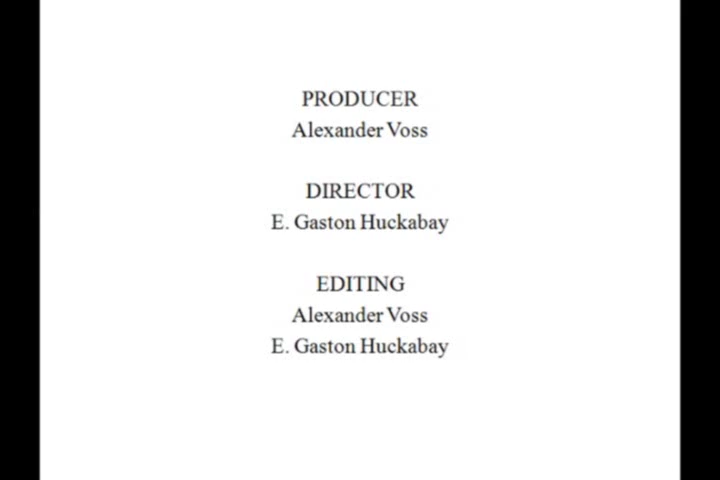 PRODUCER
Alexander Voss
DIRECTOR
E. Gaston Huckabay
EDITING
Alexander Voss
E. Gaston Huckabay